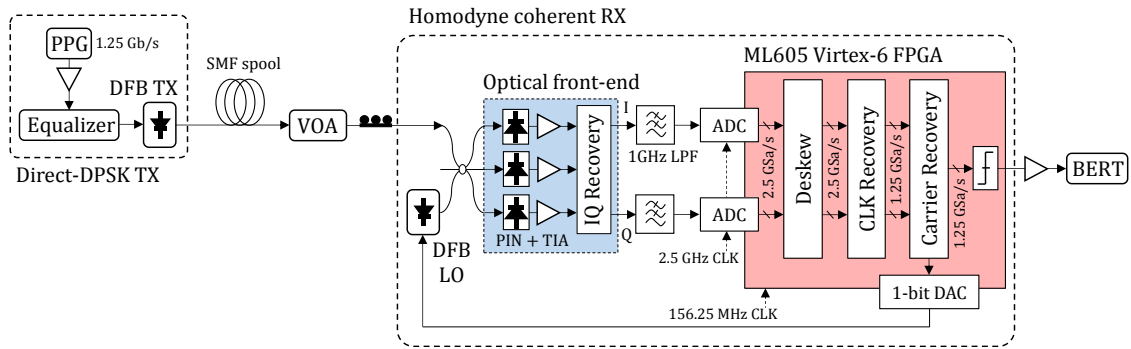 Homodyne coherent RX
PPG
1.25 Gb/s
DFB TX
Equalizer
Direct-DPSK TX
SMF spool
VOA
DFB
LO
Optical front-end
PIN + TIA
IQ Recovery
I
Q
1GHz LPF
ADC
ADC
2.5 GHz CLK
ML605 Virtex-6 FPGA
2.5 GSa/s
2.5 GSa/s
Deskew
2.5 GSa/s
CLK Recovery
1.25 GSa/s
Carrier Recovery
1.25 GSa/s
1-bit DAC
156.25 MHz CLK
BERT